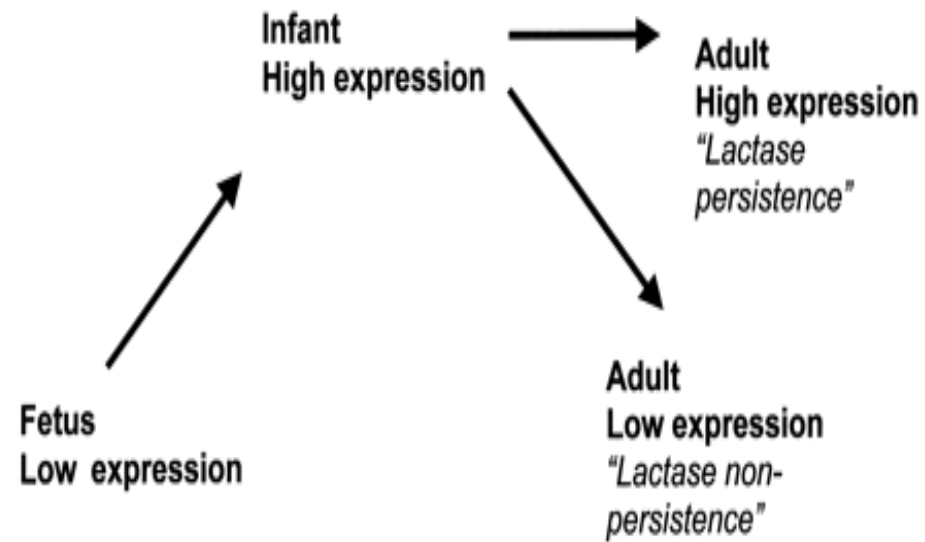 Infant
High expression
Adult
High expression
“Lactase
persistence”
Adult
Low expression
“Lactase non-
persistence”
Fetus
Low expression